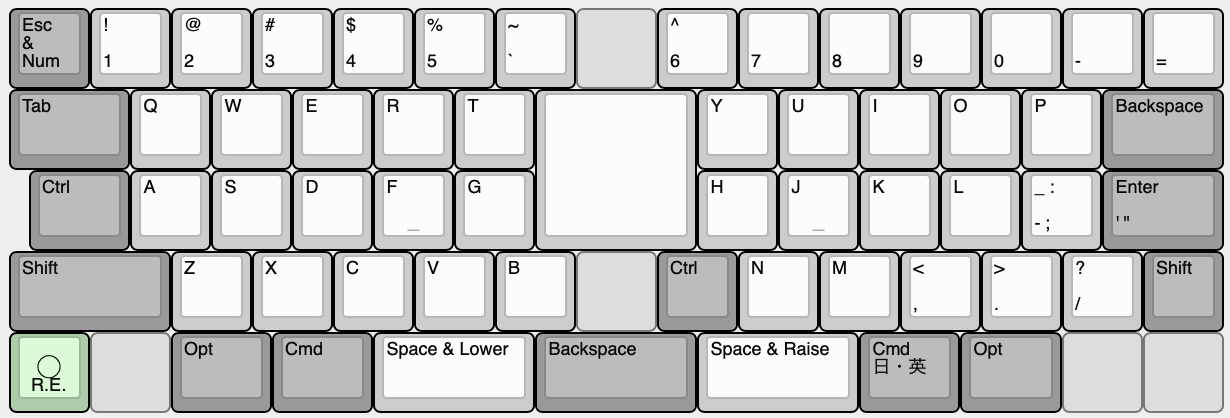 Esc
&
Num
!
1
@
2
#
3
$
4
%
5
~
`
^
6
7
8
9
0
-
=
Tab
Q
W
E
R
T
Y
U
I
O
P
Backspace
Ctrl
A
S
D
F
_
G
H
J
_
K
L
_ :
- ;
Enter
' "
Shift
Z
X
C
V
B
Ctrl
N
M
<
,
>
.
?
/
Shift
◯
R.E.
Opt
Cmd
Space & Lower
Backspace
Space & Raise
Cmd
日・英
Opt